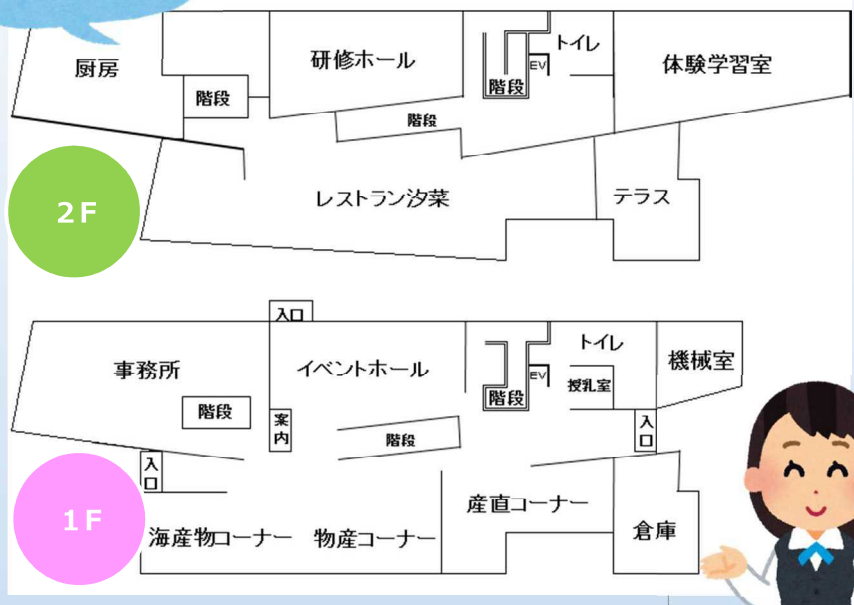 厨房
研修ホール
階段
EV
トイレ
体験学習室
階段
階段
2F
レストラン汐菜
テラス
入口
事務所
イベントホール
階段
EV
トイレ
授乳室
機械室
階段
案内
階段
入口
入口
1F
海産物コーナー
物産コーナー
産直コーナー
倉庫